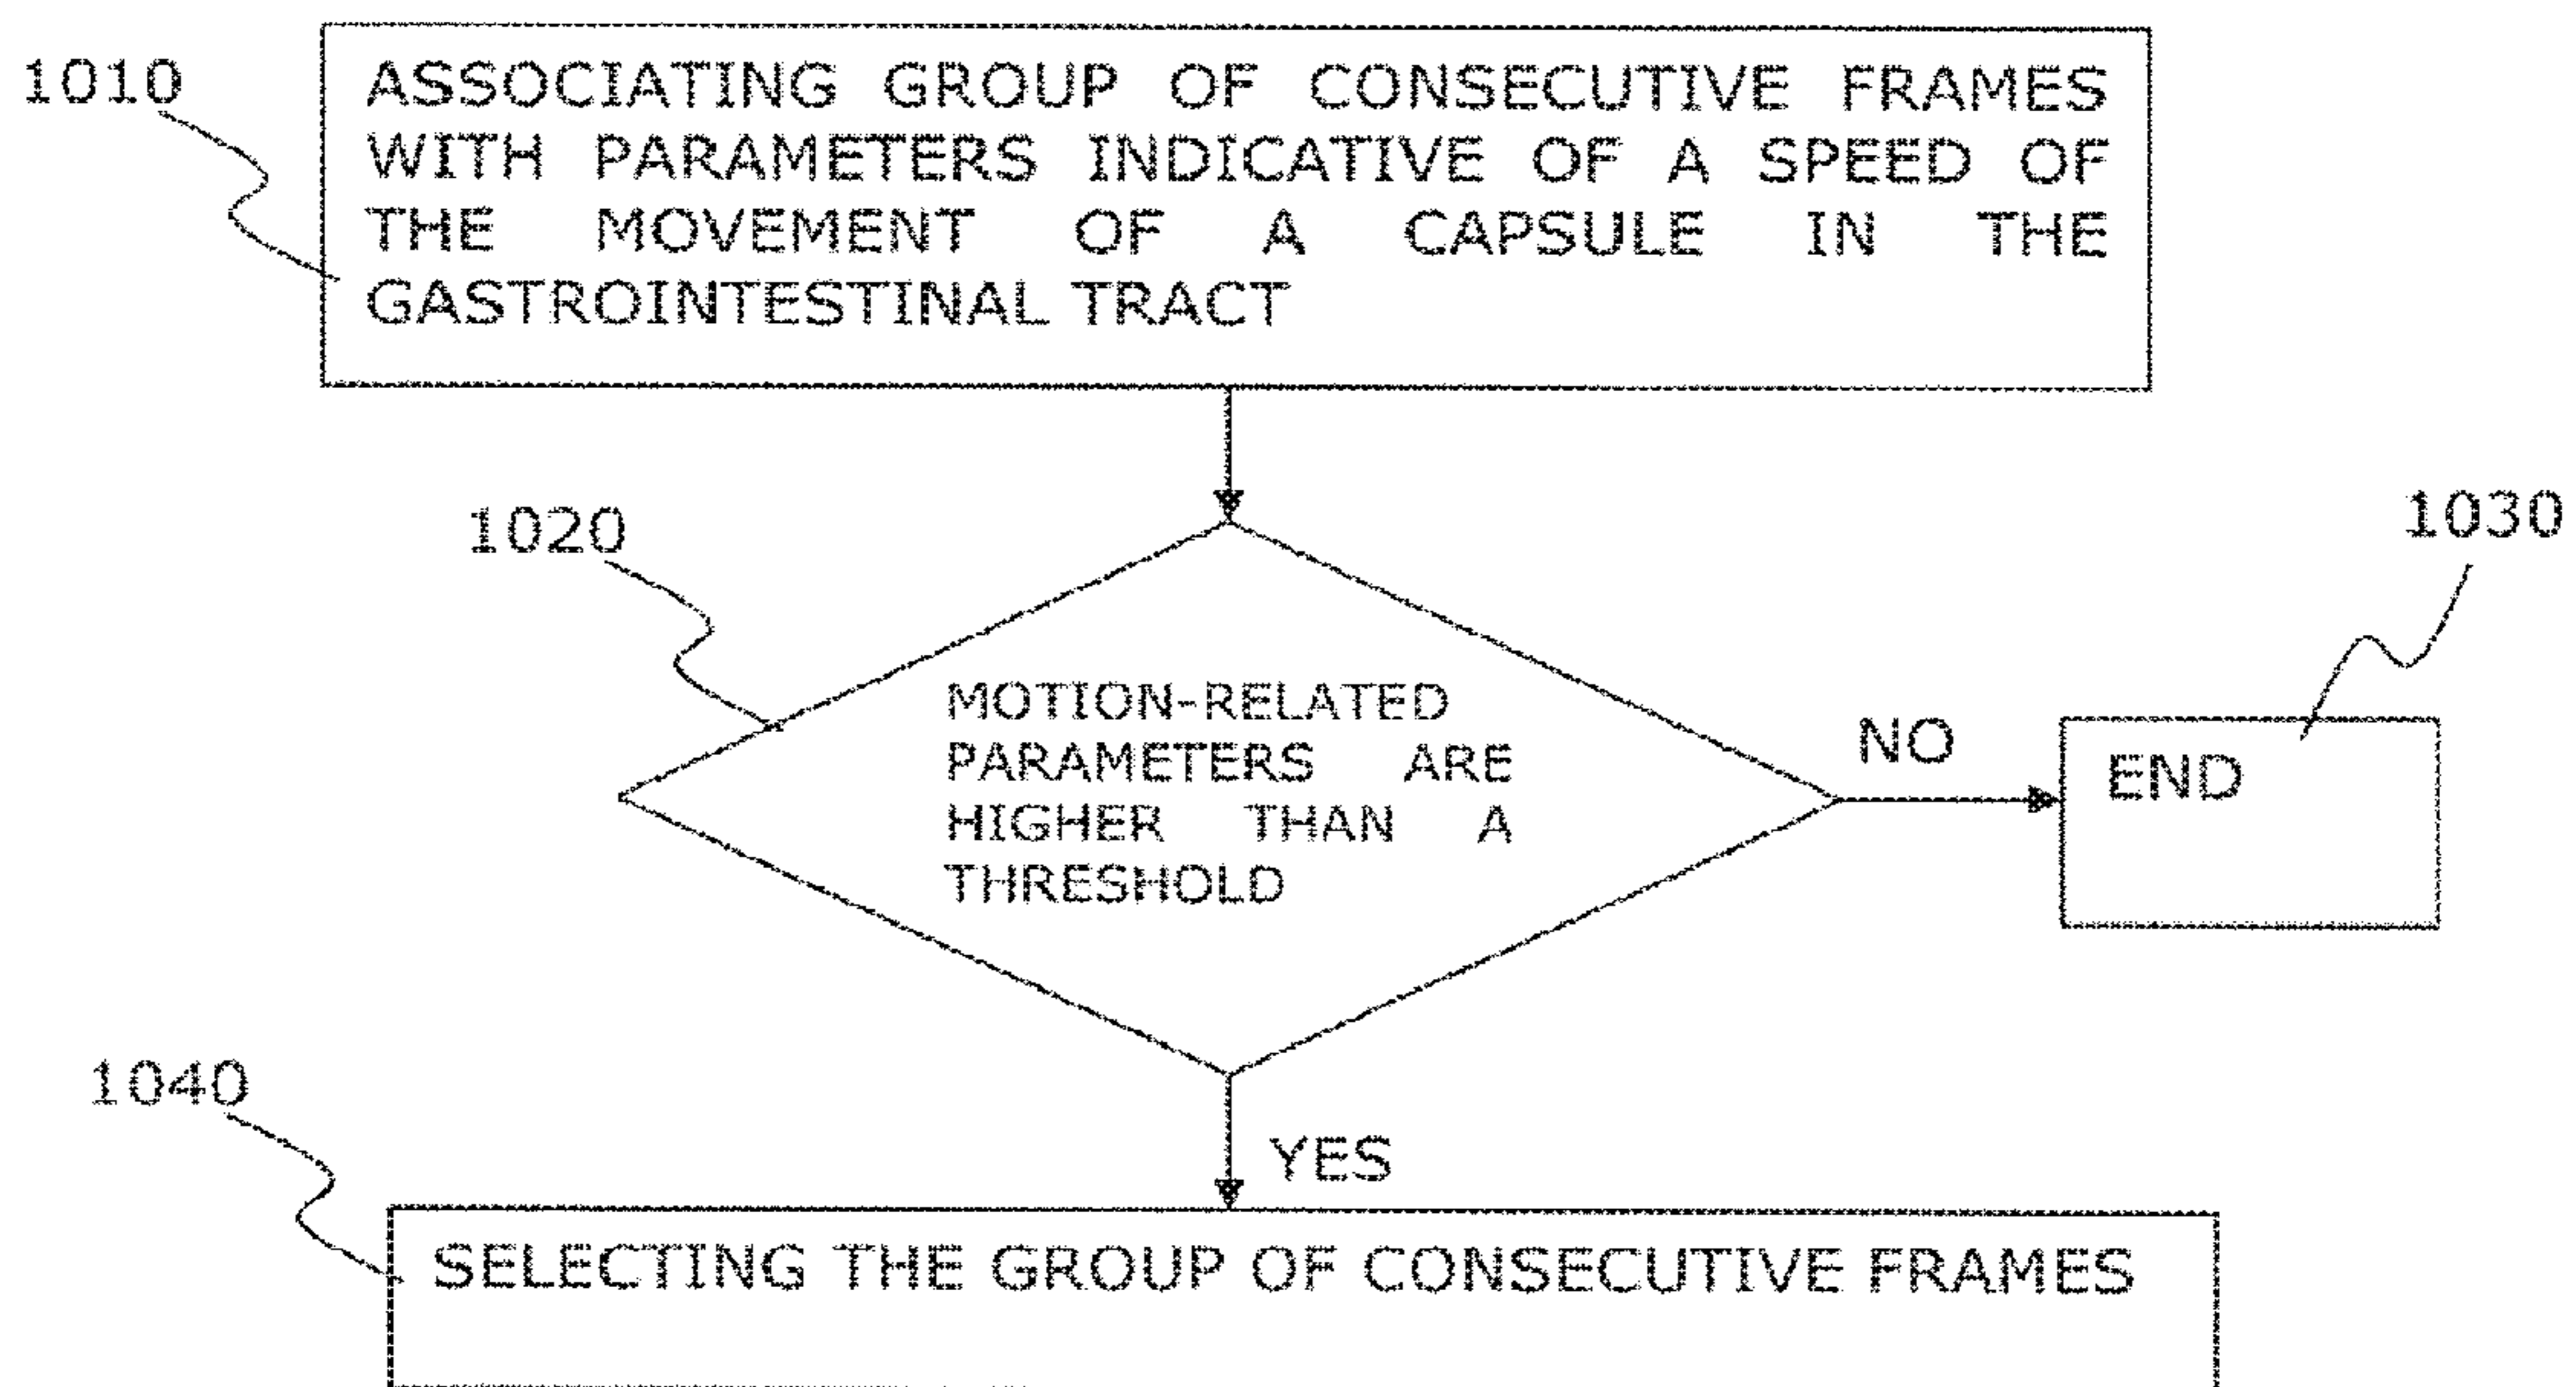 1010
ASSOCIATING GROUP OF CONSECUTIVE FRAMES
WITH PARAMETERS INDICATIVE OF A SPEED OF
THE MOVEMENT OF A CAPSULE IN THE
GASTROINTESTINAL TRACT
1020
1030
MOTION-RELATED
PARAMETERS ARE
HIGHER THAN A
THRESHOLD
NO
END
1040
YES
SELECTING THE GROUP OF CONSECUTIVE FRAMES